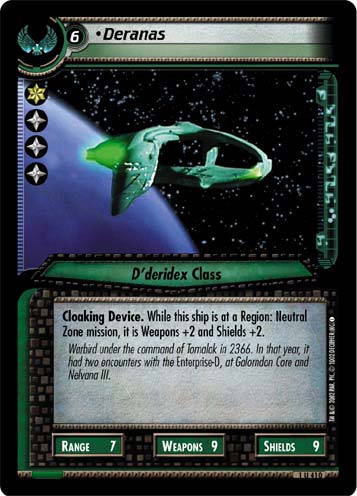 6 •Deranas
D'deridex Class
Cloaking Device. While this ship is at a Region: Neutral
Zone mission, it is Weapons +2 and Shields +2.
Warbird under the command of Tomalak in 2366. In that year, it
had two encounters with the Enterprise-D, at Galorndon Core and
Nelvana III.
RANGE 7 WEAPONS 9 SHIELDS 9
1 U 410